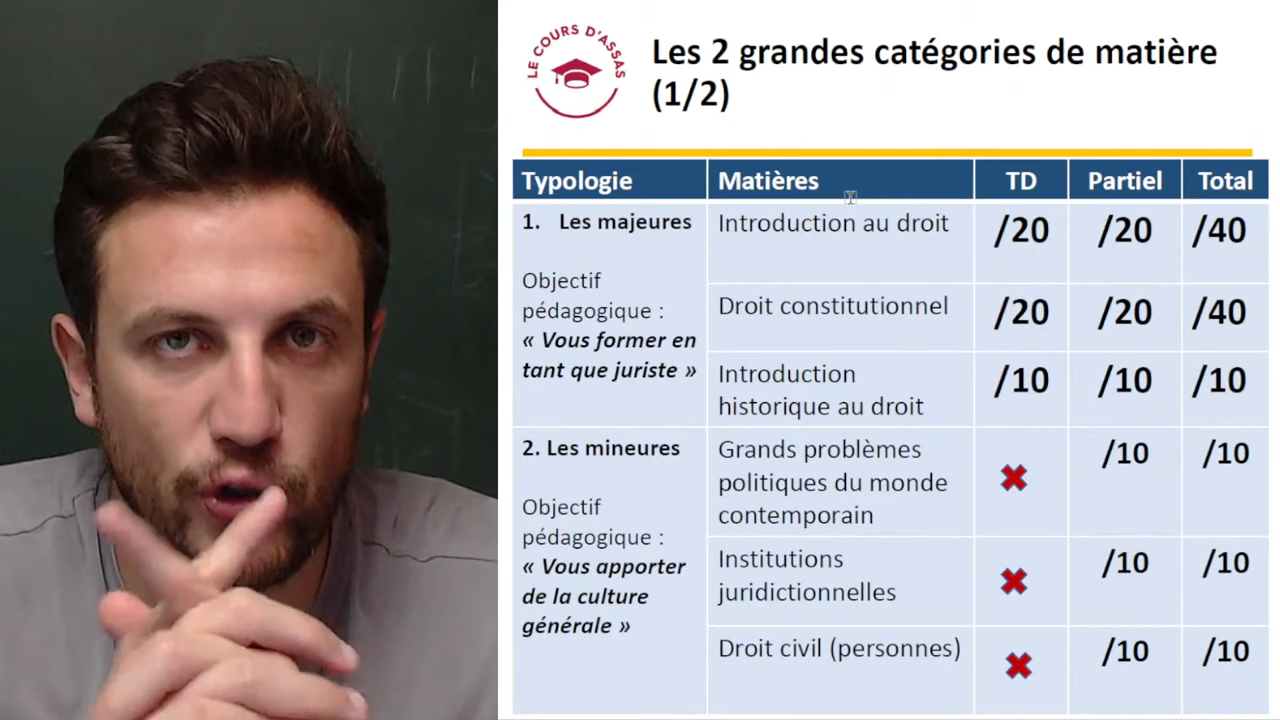 LE COURS D'ASSAS
Les 2 grandes catégories de matière
(1/2)
Typologie
Matières
TD
Partiel
Total
1. Les majeures
Objectif
pédagogique :
« Vous former en
tant que juriste »
Introduction au droit
/20
/20
/40
Droit constitutionnel
/20
/20
/40
Introduction
historique au droit
/10
/10
/10
2. Les mineures
Objectif
pédagogique :
« Vous apporter
de la culture
générale »
Grands problèmes
politiques du monde
contemporain
/10
/10
Institutions
juridictionnelles
/10
/10
Droit civil (personnes)
/10
/10